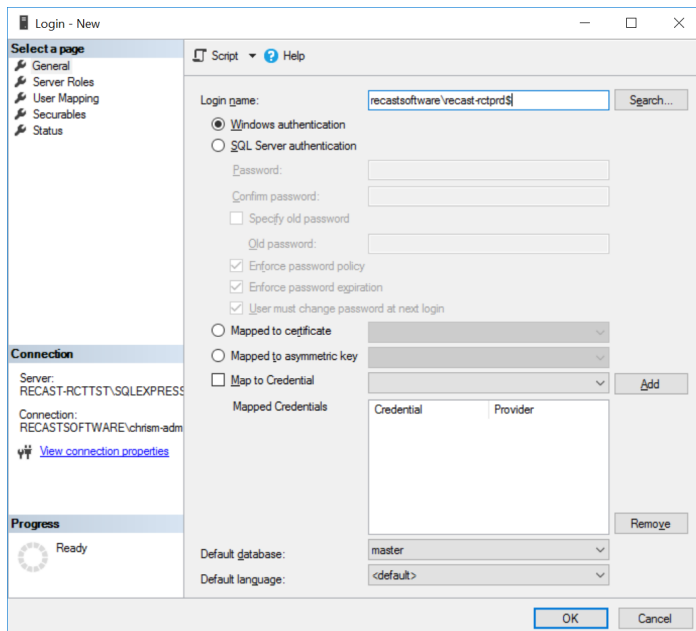 Login - New
Select a page
General
Server Roles
User Mapping
Securables
Status
Connection
Server:
RECAST-RCTTST\SQLEXPRESS
Connection:
RECASTSOFTWARE\chrism-adm
View connection properties
Progress
Ready
Script Help
Login name: recastsoftware\recast-rctprd$ Search...
Windows authentication
SQL Server authentication
Password:
Confirm password:
Specify old password
Old password:
Enforce password policy
Enforce password expiration
User must change password at next login
Mapped to certificate
Mapped to asymmetric key
Map to Credential Add
Mapped Credentials Credential Provider
Remove
Default database: master
Default language: <default>
OK Cancel